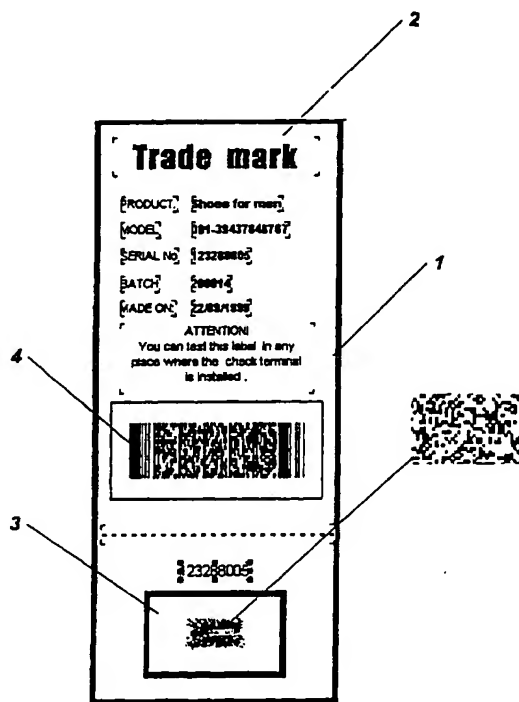 2
Trade mark
PRODUCT Shoes for men
MODEL
SERIAL No 123288005
BATCH
MADE ON
ATTENTION!
You can test this label in any
place where the check terminal
is installed .
1
4
3
23288005